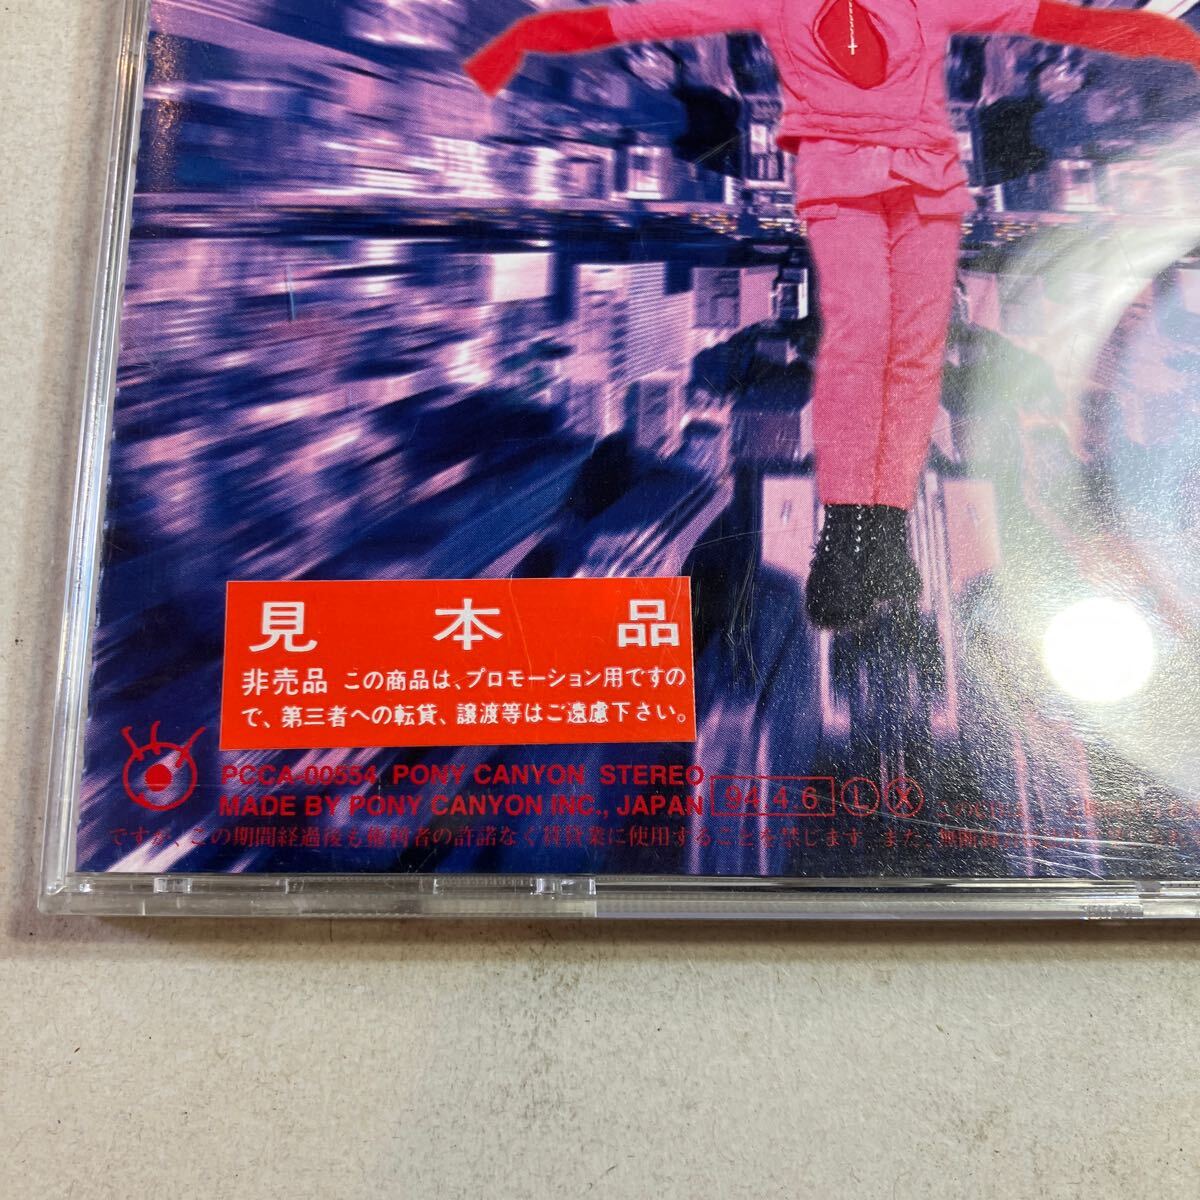 見本品
非売品 この商品は、プロモーション用ですの
で、第三者への転貸、譲渡等はご遠慮下さい。
PCCA-00554 PONY CANYON STEREO
MADE BY PONY CANYON INC., JAPAN 94.4.6 L X
ですが、この期間経過後も権利者の許諾なく賃貸業に使用することを禁じます また、無断